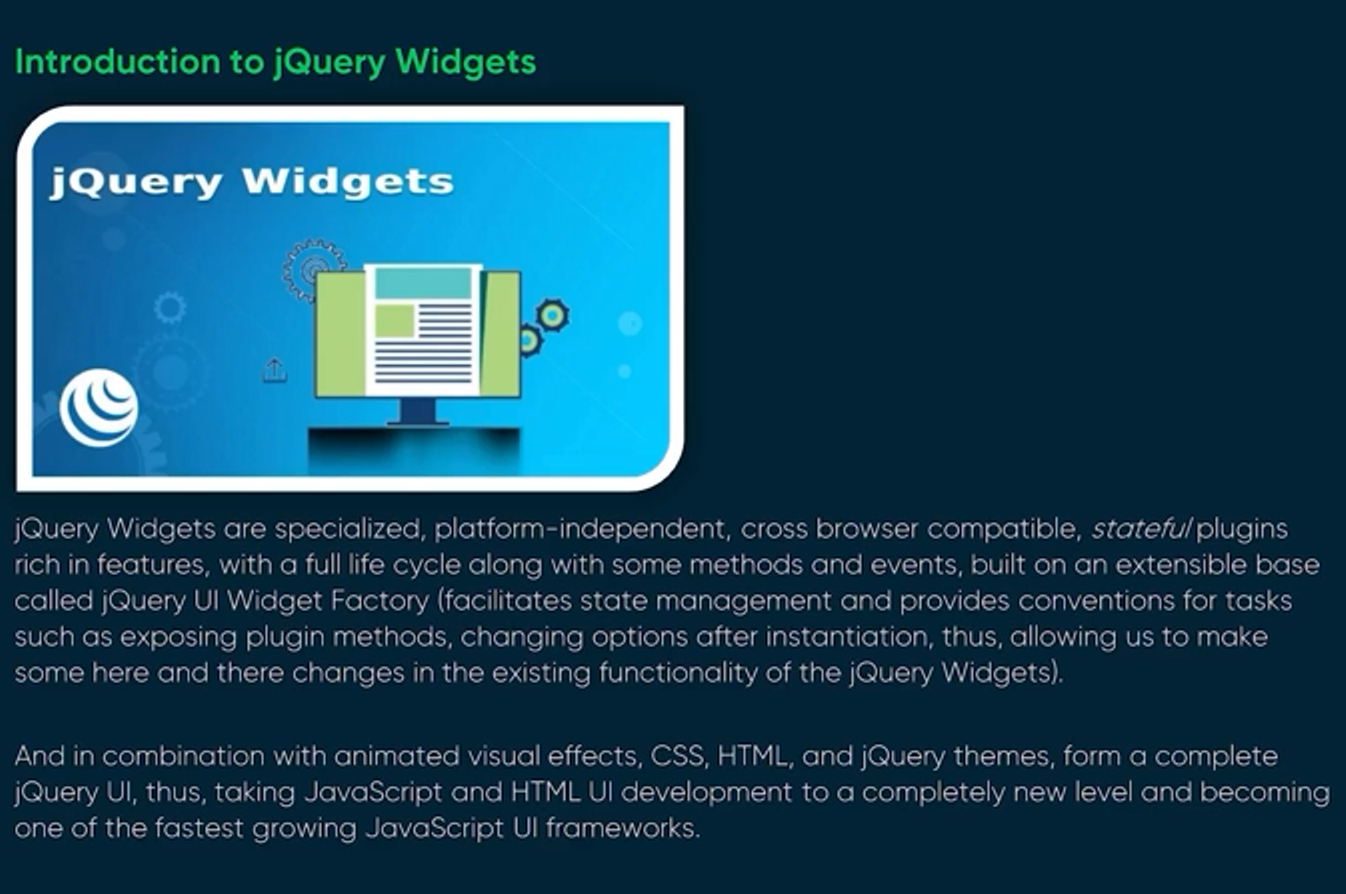 Introduction to jQuery Widgets
jQuery Widgets
jQuery Widgets are specialized, platform-independent, cross browser compatible, stateful plugins
rich in features, with a full life cycle along with some methods and events, built on an extensible base
called jQuery UI Widget Factory (facilitates state management and provides conventions for tasks
such as exposing plugin methods, changing options after instantiation, thus, allowing us to make
some here and there changes in the existing functionality of the jQuery Widgets).
And in combination with animated visual effects, CSS, HTML, and jQuery themes, form a complete
jQuery UI, thus, taking JavaScript and HTML UI development to a completely new level and becoming
one of the fastest growing JavaScript UI frameworks.